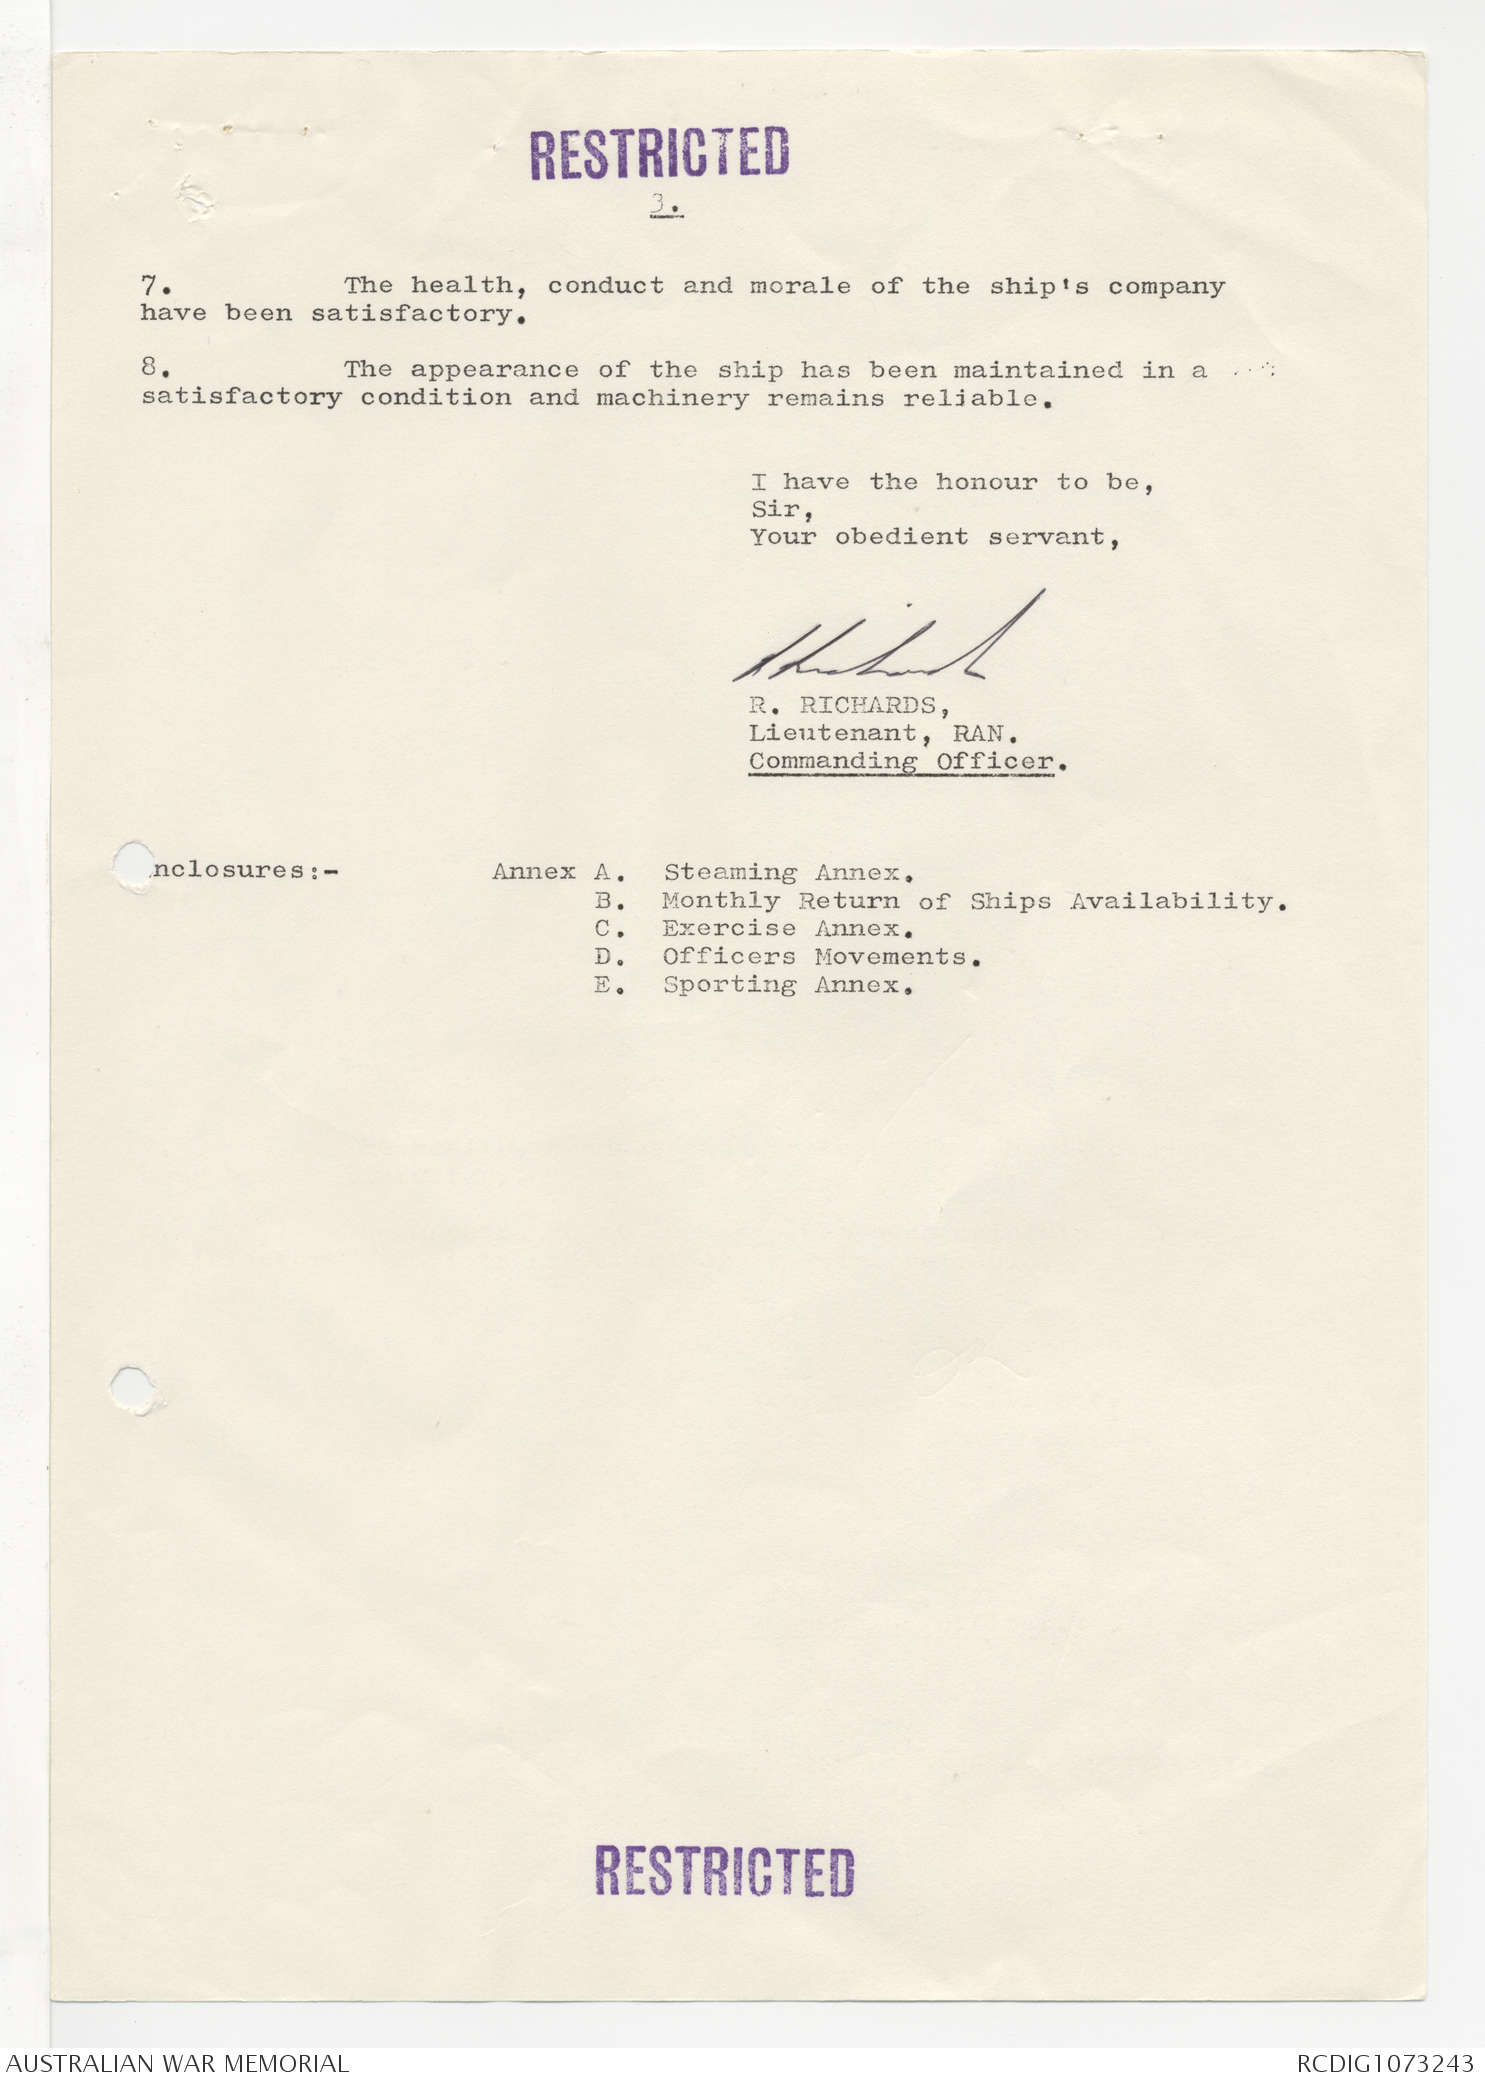 RESTRICTED
3.
7. The health, conduct and morale of the ship's company
have been satisfactory.
8. The appearance of the ship has been maintained in a
satisfactory condition and machinery remains reliable.
I have the honour to be,
Sir,
Your obedient servant,
R. RICHARDS,
Lieutenant, RAN.
Commanding Officer.
nclosures:- Annex A. Steaming Annex.
B. Monthly Return of Ships Availability.
C. Exercise Annex.
D. Officers Movements.
E. Sporting Annex.
RESTRICTED
AUSTRALIAN WAR MEMORIAL RCDIG1073243